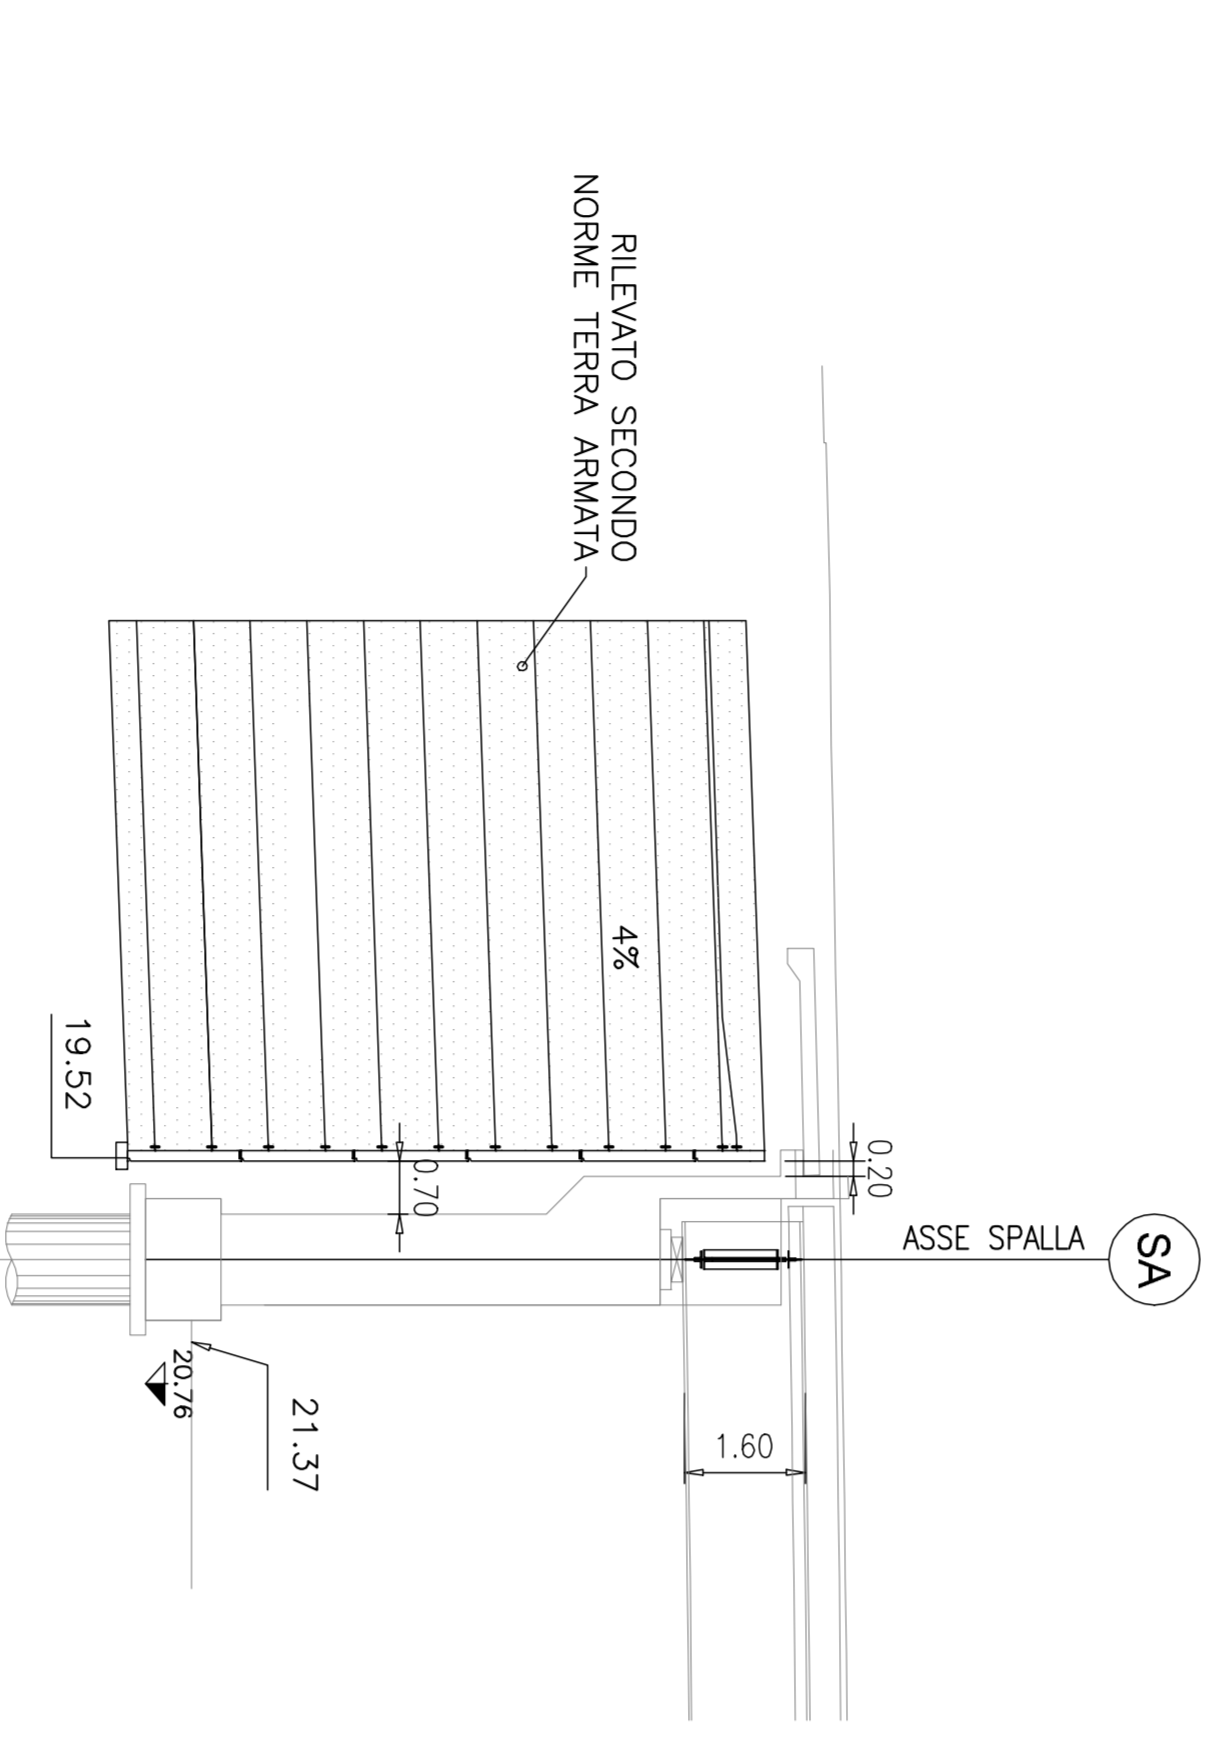 SA
ASSE SPALLA
RILEVATO SECONDO
NORME TERRA ARMATA
0.20
4%
1.60
0.70
21.37
20.76
19.52